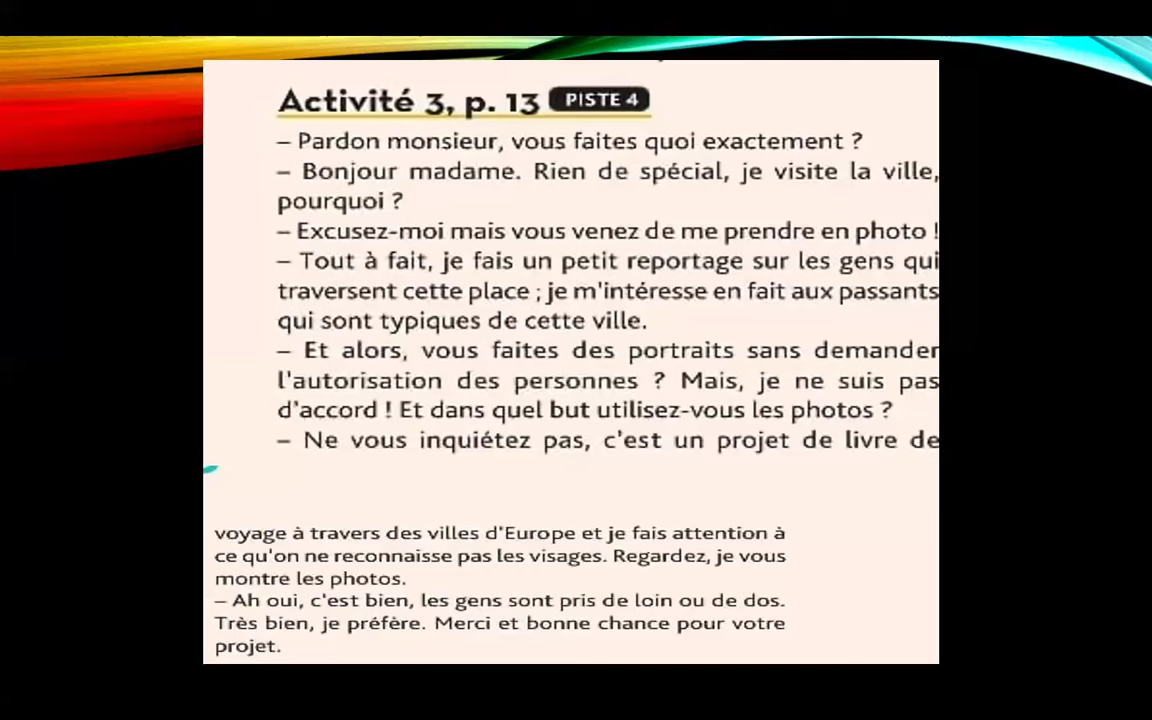 Activité 3, p. 13 PISTE 4
– Pardon monsieur, vous faites quoi exactement ?
– Bonjour madame. Rien de spécial, je visite la ville,
pourquoi ?
– Excusez-moi mais vous venez de me prendre en photo !
– Tout à fait, je fais un petit reportage sur les gens qui
traversent cette place ; je m'intéresse en fait aux passants
qui sont typiques de cette ville.
– Et alors, vous faites des portraits sans demander
l'autorisation des personnes ? Mais, je ne suis pas
d'accord ! Et dans quel but utilisez-vous les photos ?
– Ne vous inquiétez pas, c'est un projet de livre de
voyage à travers des villes d'Europe et je fais attention à
ce qu'on ne reconnaisse pas les visages. Regardez, je vous
montre les photos.
– Ah oui, c'est bien, les gens sont pris de loin ou de dos.
Très bien, je préfère. Merci et bonne chance pour votre
projet.